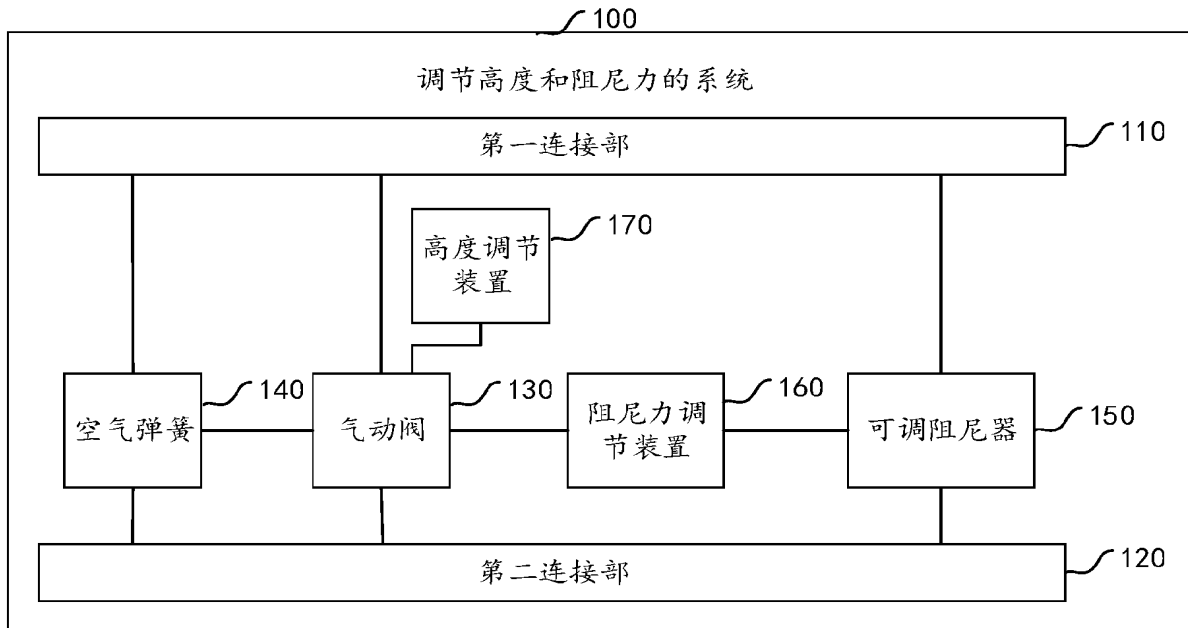 100
调节高度和阻尼力的系统
第一连接部
110
高度调节
装置
170
空气弹簧
140
气动阀
130
阻尼力调
节装置
160
可调阻尼器
150
第二连接部
120